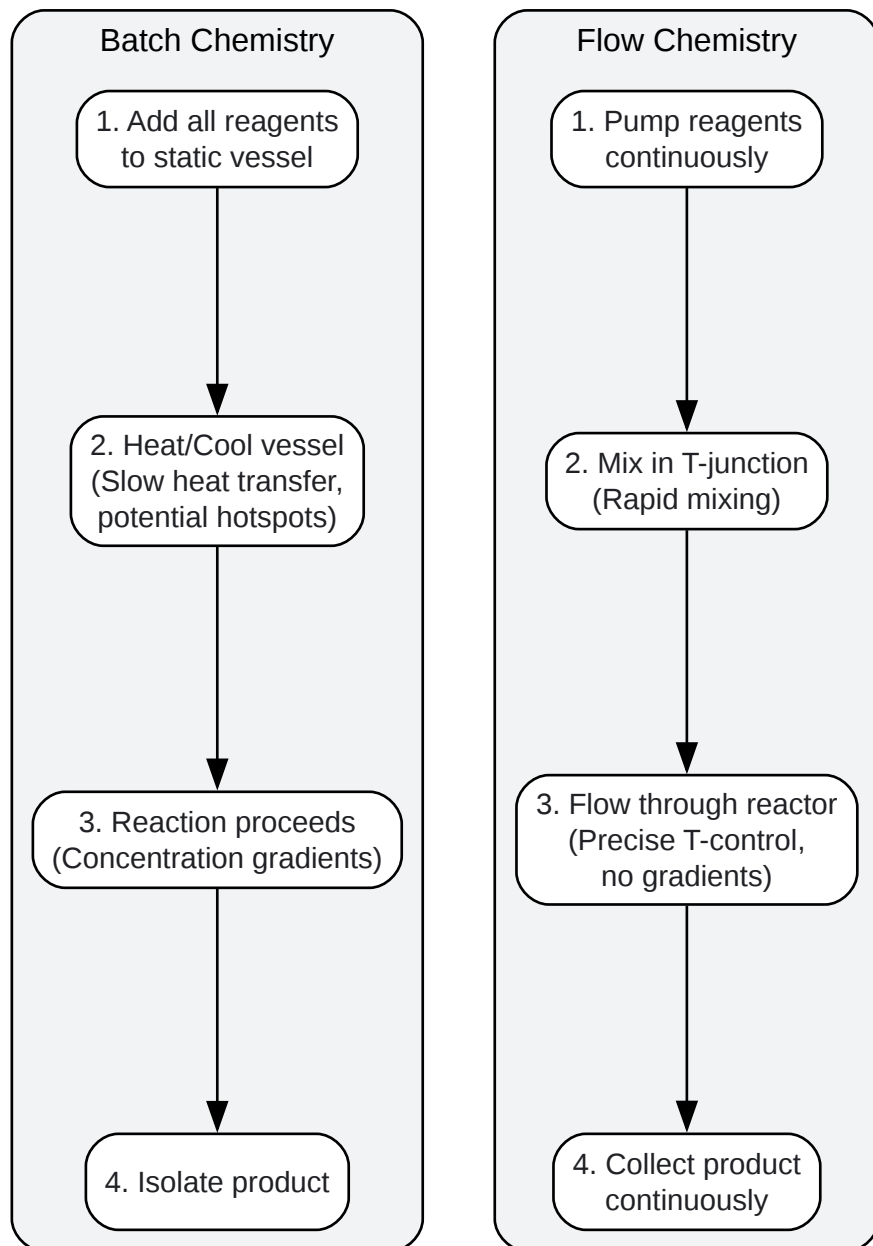 Batch Chemistry
1. Add all reagents
to static vessel
2. Heat/Cool vessel
(Slow heat transfer,
potential hotspots)
3. Reaction proceeds
(Concentration gradients)
4. Isolate product
Flow Chemistry
1. Pump reagents
continuously
2. Mix in T-junction
(Rapid mixing)
3. Flow through reactor
(Precise T-control,
no gradients)
4. Collect product
continuously